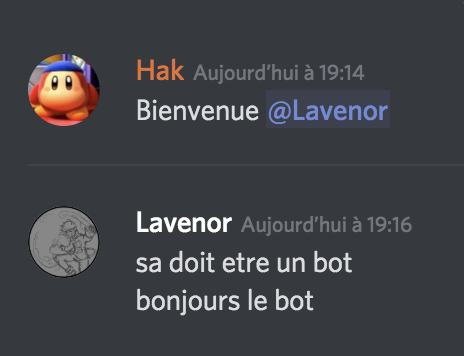 Hak Aujourd'hui à 19:14
Bienvenue @Lavenor
Lavenor Aujourd'hui à 19:16
sa doit etre un bot
bonjours le bot